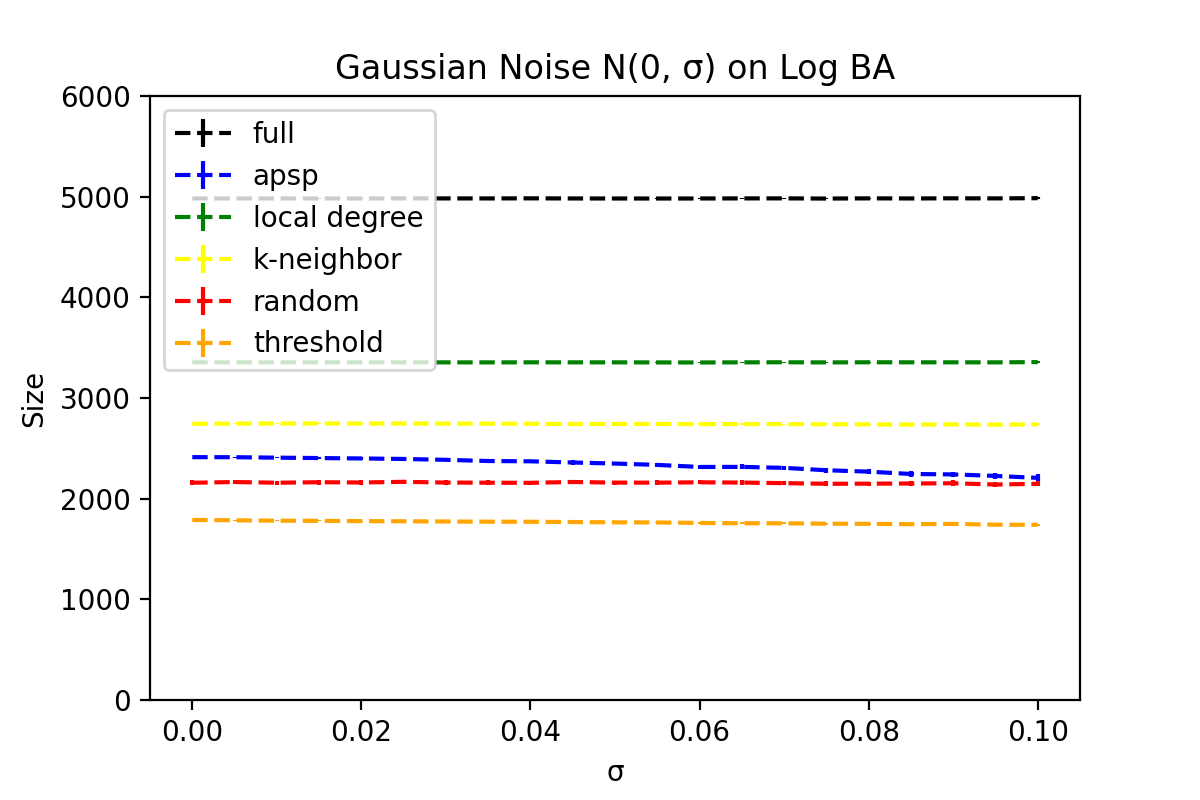 Gaussian Noise N(0, σ) on Log BA
6000
5000
4000
3000
2000
1000
0
Size
full
apsp
local degree
k-neighbor
random
threshold
0.00 0.02 0.04 0.06 0.08 0.10
σ